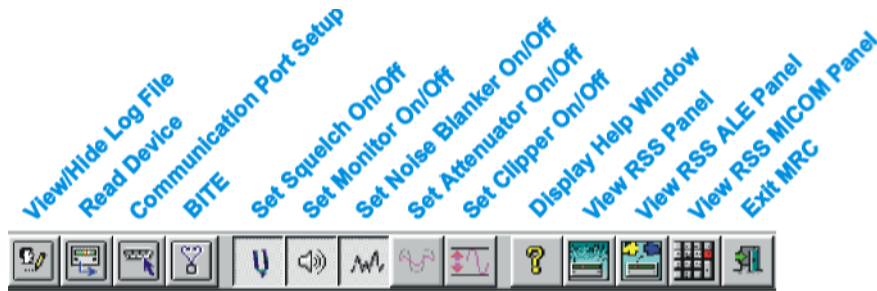 View/Hide Log File
Read Device
Communication Port Setup
BITE
Set Squelch On/Off
Set Monitor On/Off
Set Noise Blanker On/Off
Set Attenuator On/Off
Set Clipper On/Off
Display Help Window
View RSS Panel
View RSS ALE Panel
View RSS MICOM Panel
Exit MRC